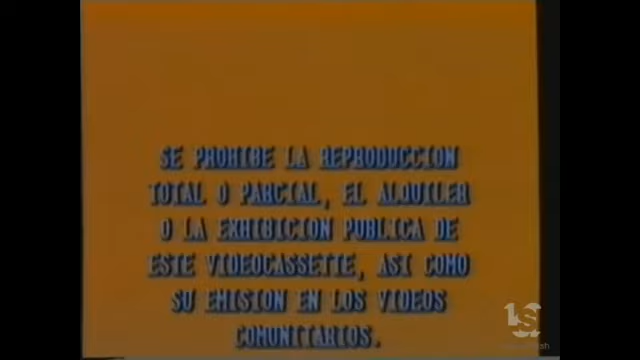 SE PROHIBE LA REPRODUCCION
TOTAL O PARCIAL, EL ALQUILER
O LA EXHIBICION PUBLICA DE
ESTE VIDEOCASSETTE, ASI COMO
SU EMISION EN LOS VIDEOS
COMUNITARIOS.